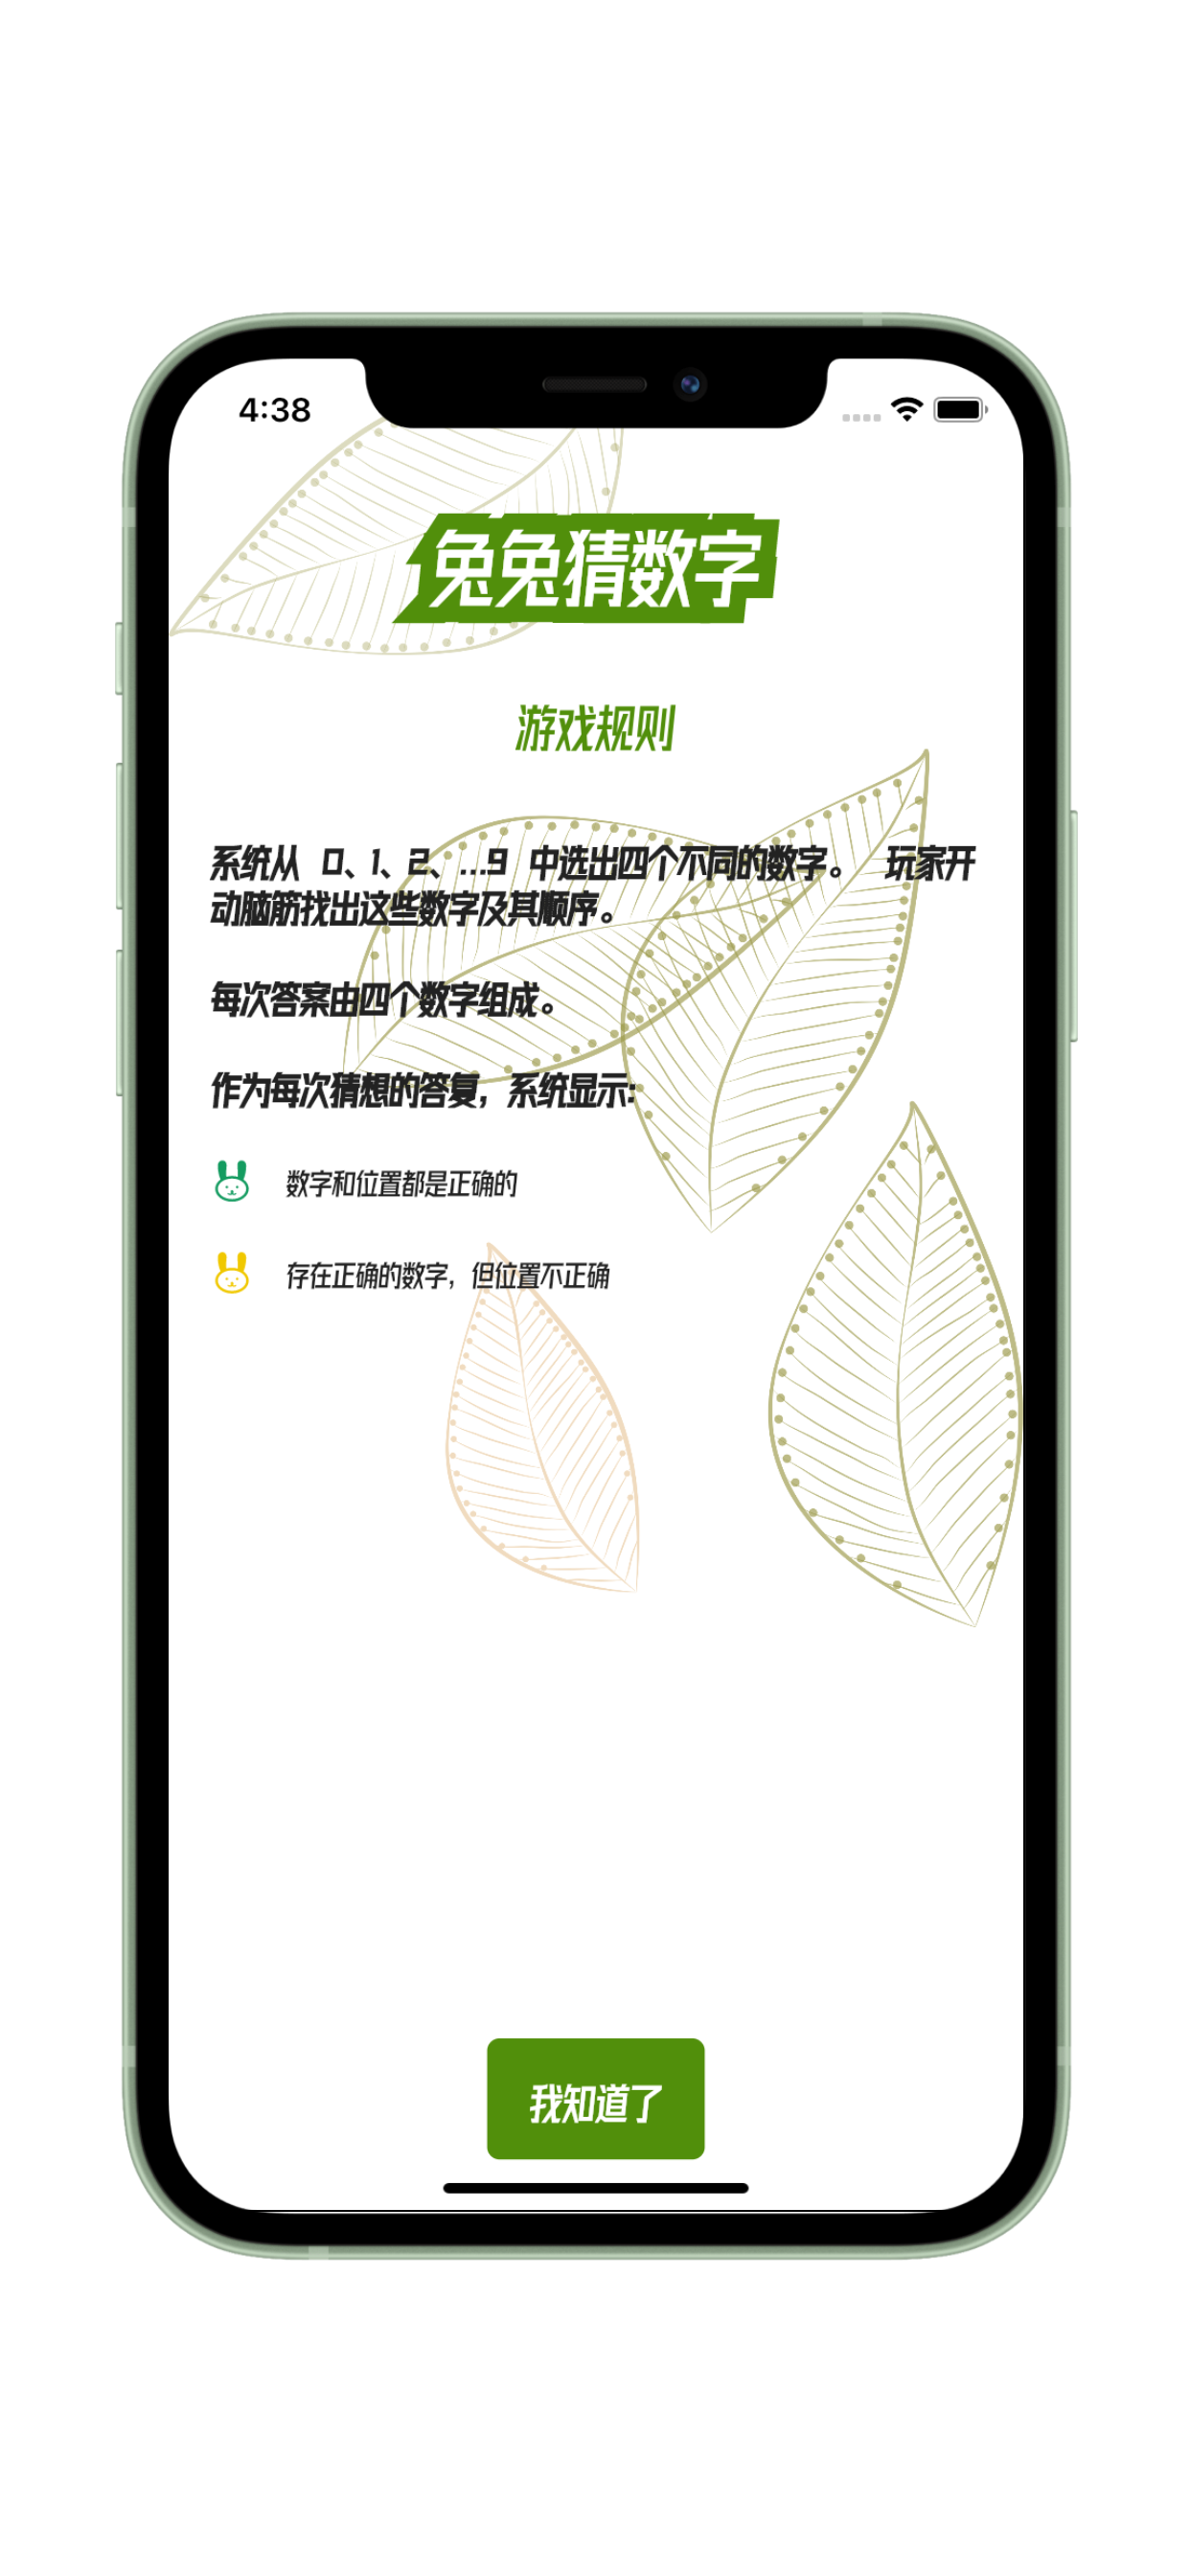 4:38
兔兔猜数字
游戏规则
系统从 0、1、2、...9 中选出四个不同的数字。 玩家开
动脑筋找出这些数字及其顺序。
每次答案由四个数字组成。
作为每次猜想的答复，系统显示:
数字和位置都是正确的
存在正确的数字，但位置不正确
我知道了